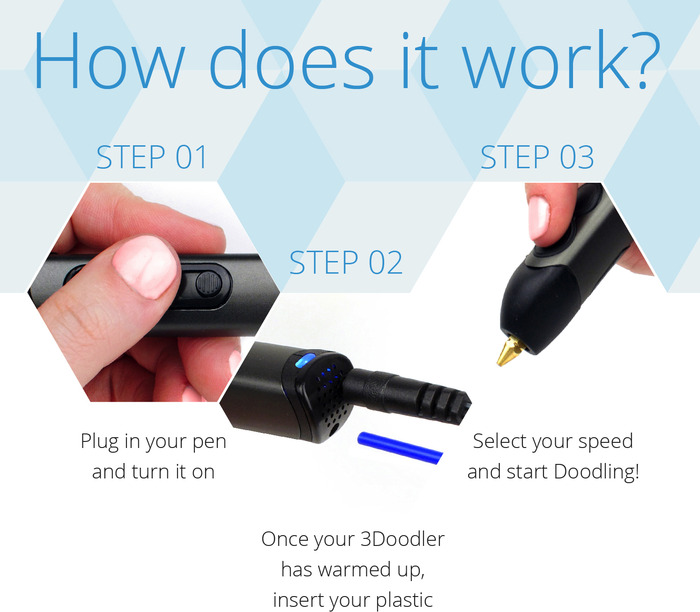 How does it work?
STEP 01
Plug in your pen
and turn it on
STEP 02
Once your 3Doodler
has warmed up,
insert your plastic
STEP 03
Select your speed
and start Doodling!